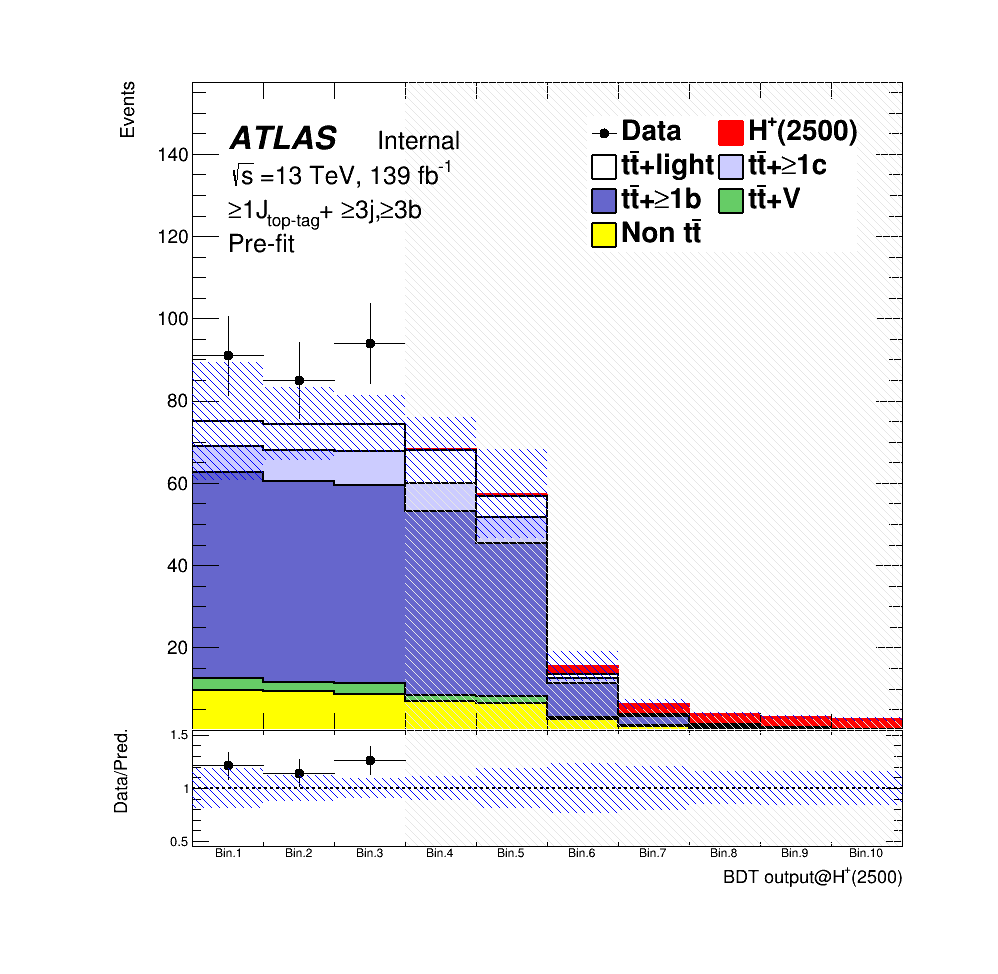 Events
ATLAS Internal
√s =13 TeV, 139 fb⁻¹
≥1J_top-tag+ ≥3j,≥3b
Pre-fit
Data H⁺(2500)
tt̄+light tt̄+≥1c
tt̄+≥1b tt̄+V
Non tt̄
140
120
100
80
60
40
20
Data/Pred.
1.5
1
0.5
Bin.1 Bin.2 Bin.3 Bin.4 Bin.5 Bin.6 Bin.7 Bin.8 Bin.9 Bin.10
BDT output@H⁺(2500)